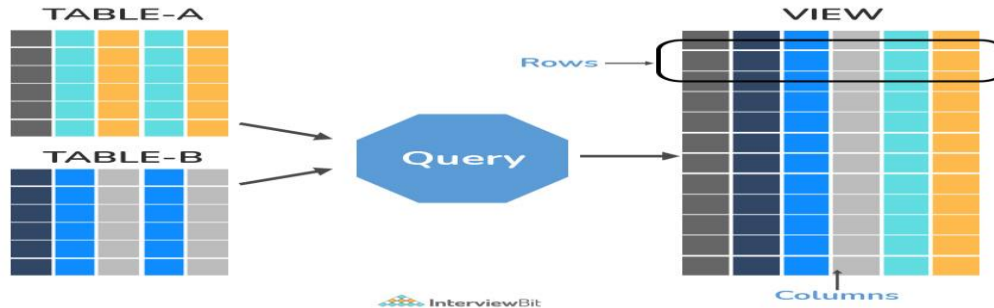 TABLE-A
VIEW
Rows
TABLE-B
Query
Columns
InterviewBit